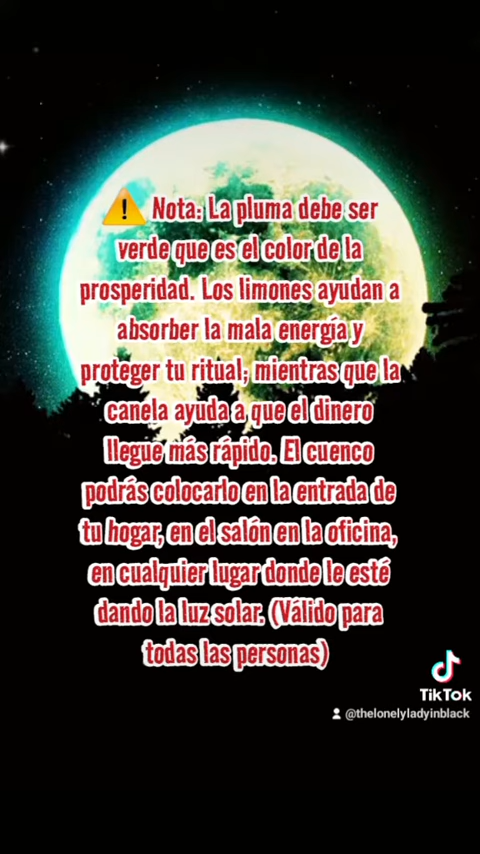 ⚠️ Nota: La pluma debe ser
verde que es el color de la
prosperidad. Los limones ayudan a
absorber la mala energía y
proteger tu ritual; mientras que la
canela ayuda a que el dinero
llegue más rápido. El cuenco
podrás colocarlo en la entrada de
tu hogar, en el salón en la oficina,
en cualquier lugar donde le esté
dando la luz solar. (Válido para
todas las personas)
TikTok
@thelonelyladyinblack